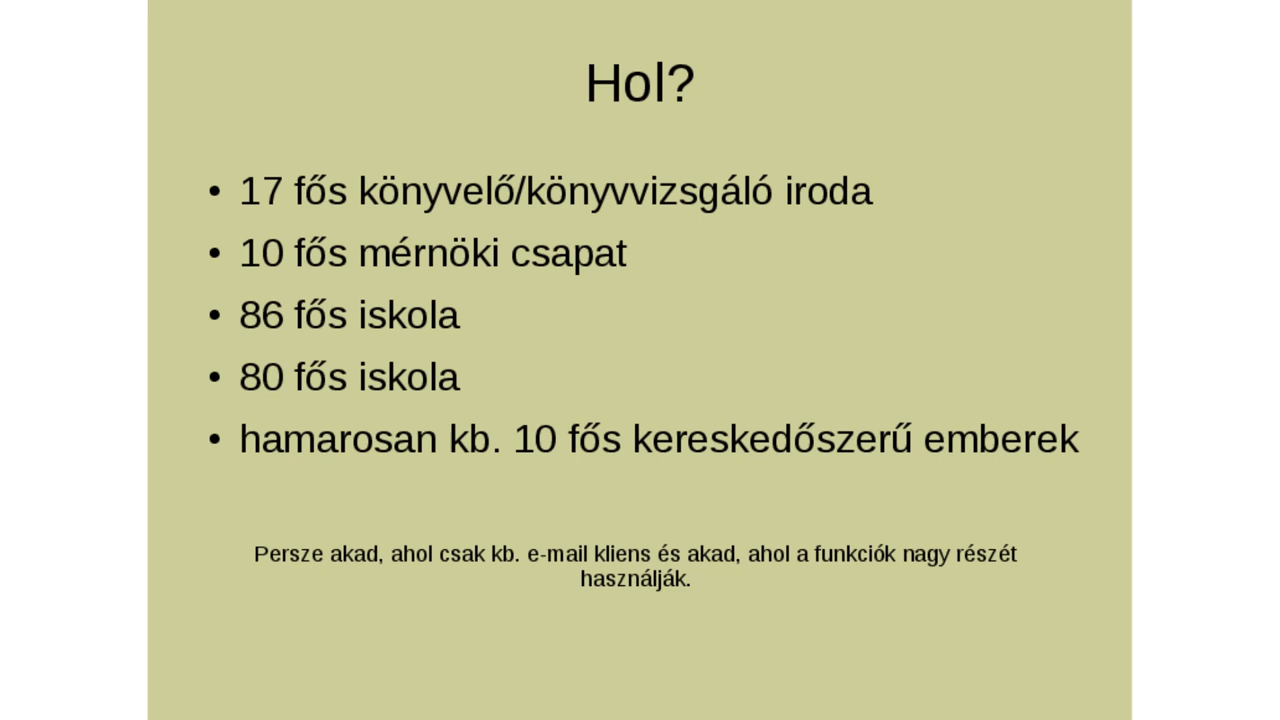 Hol?
• 17 fős könyvelő/könyvvizsgáló iroda
• 10 fős mérnöki csapat
• 86 fős iskola
• 80 fős iskola
• hamarosan kb. 10 fős kereskedőszerű emberek
Persze akad, ahol csak kb. e-mail kliens és akad, ahol a funkciók nagy részét
használják.